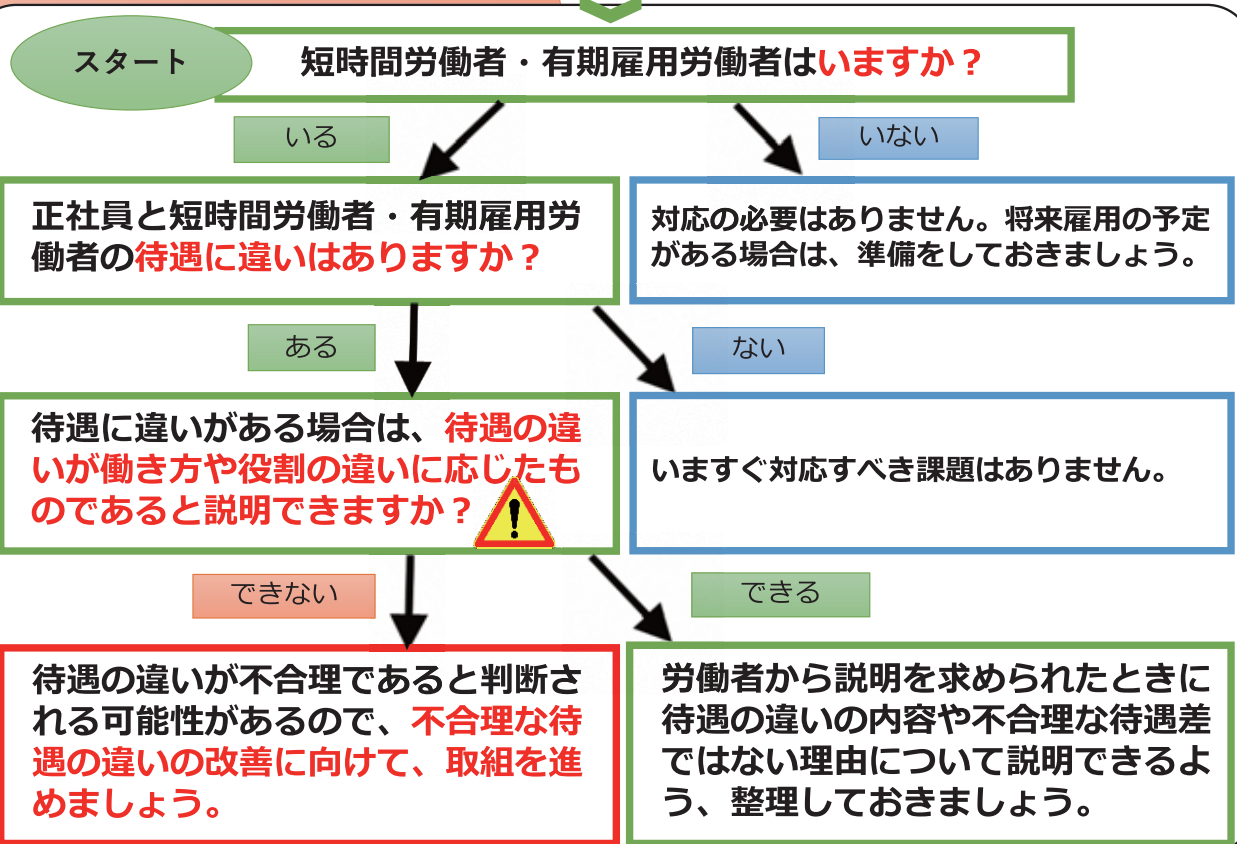 スタート
短時間労働者・有期雇用労働者はいますか？
いる
いない
正社員と短時間労働者・有期雇用労
働者の待遇に違いはありますか？
対応の必要はありません。将来雇用の予定
がある場合は、準備をしておきましょう。
ある
ない
待遇に違いがある場合は、待遇の違
いが働き方や役割の違いに応じたも
のであると説明できますか？
いますぐ対応すべき課題はありません。
できない
できる
待遇の違いが不合理であると判断さ
れる可能性があるので、不合理な待
遇の違いの改善に向けて、取組を進
めましょう。
労働者から説明を求められたときに
待遇の違いの内容や不合理な待遇差
ではない理由について説明できるよ
う、整理しておきましょう。